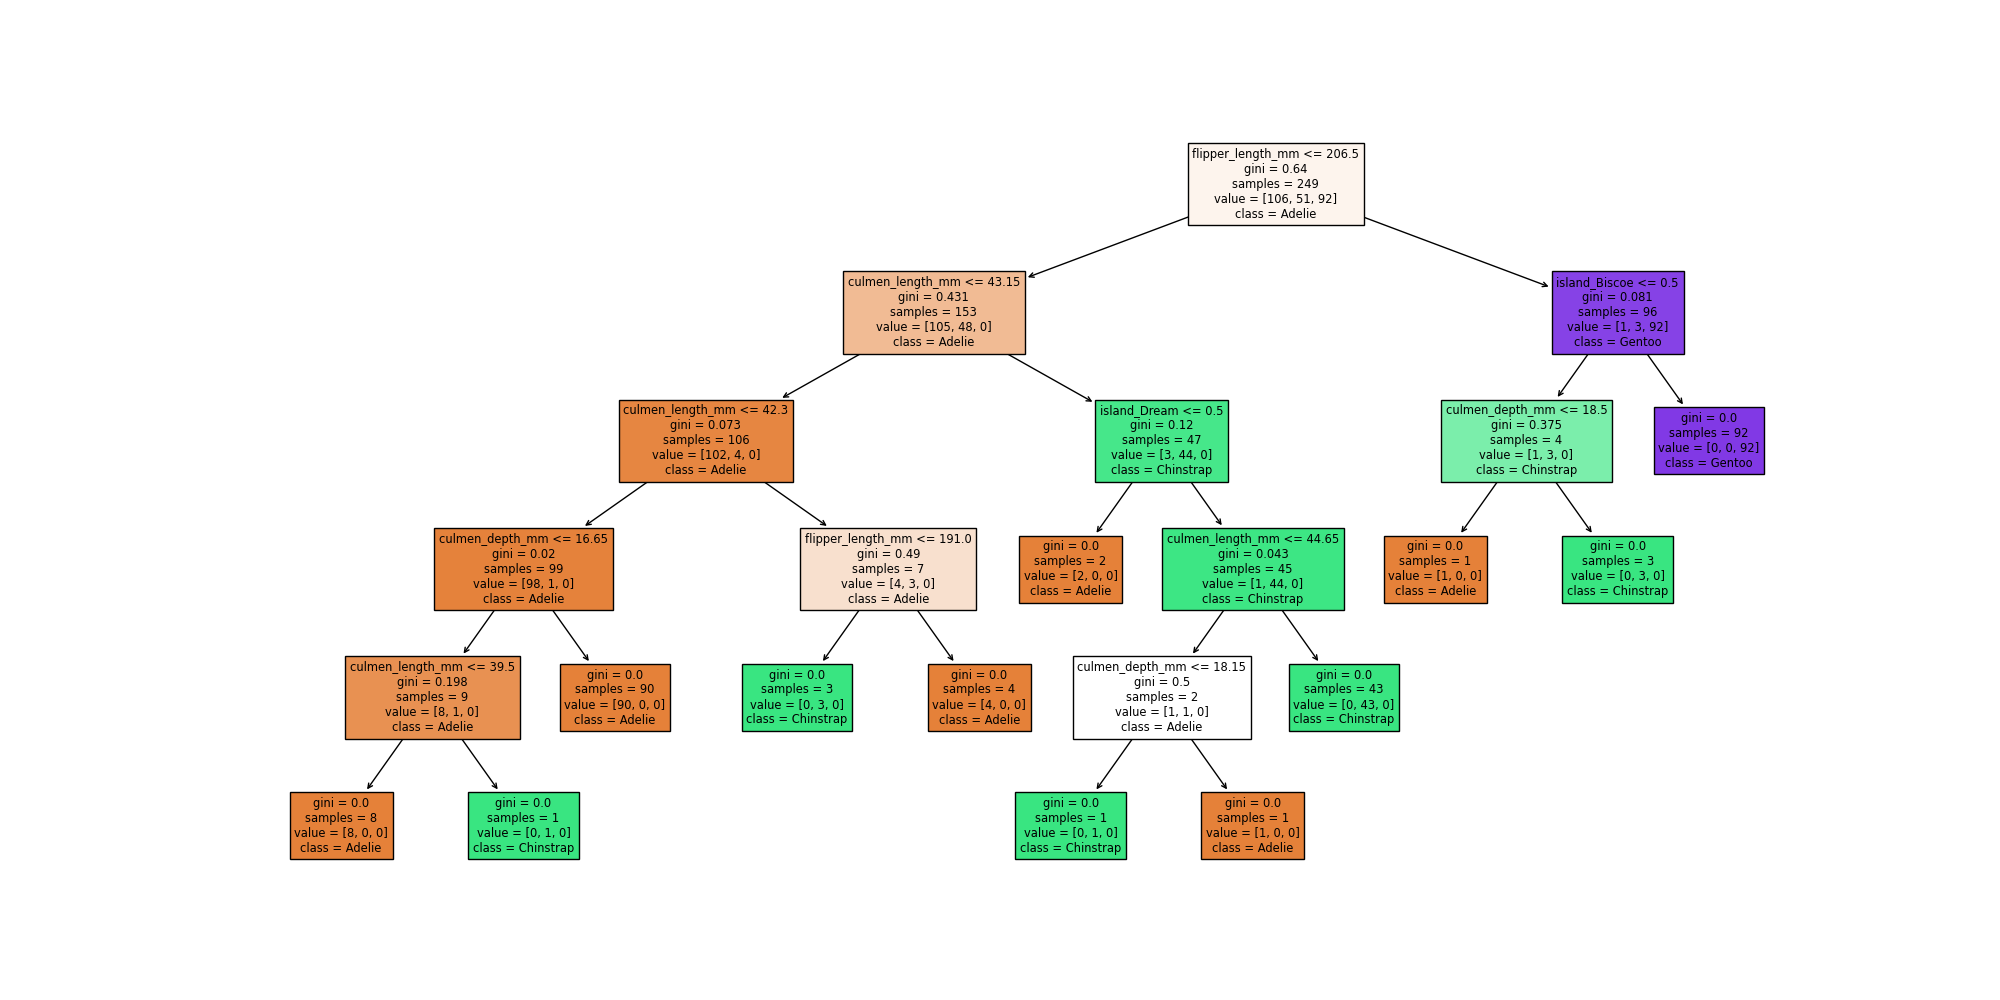 flipper_length_mm <= 206.5
gini = 0.64
samples = 249
value = [106, 51, 92]
class = Adelie
culmen_length_mm <= 43.15
gini = 0.431
samples = 153
value = [105, 48, 0]
class = Adelie
island_Biscoe <= 0.5
gini = 0.081
samples = 96
value = [1, 3, 92]
class = Gentoo
culmen_length_mm <= 42.3
gini = 0.073
samples = 106
value = [102, 4, 0]
class = Adelie
island_Dream <= 0.5
gini = 0.12
samples = 47
value = [3, 44, 0]
class = Chinstrap
culmen_depth_mm <= 18.5
gini = 0.375
samples = 4
value = [1, 3, 0]
class = Chinstrap
gini = 0.0
samples = 92
value = [0, 0, 92]
class = Gentoo
culmen_depth_mm <= 16.65
gini = 0.02
samples = 99
value = [98, 1, 0]
class = Adelie
flipper_length_mm <= 191.0
gini = 0.49
samples = 7
value = [4, 3, 0]
class = Adelie
gini = 0.0
samples = 2
value = [2, 0, 0]
class = Adelie
culmen_length_mm <= 44.65
gini = 0.043
samples = 45
value = [1, 44, 0]
class = Chinstrap
gini = 0.0
samples = 1
value = [1, 0, 0]
class = Adelie
gini = 0.0
samples = 3
value = [0, 3, 0]
class = Chinstrap
culmen_length_mm <= 39.5
gini = 0.198
samples = 9
value = [8, 1, 0]
class = Adelie
gini = 0.0
samples = 90
value = [90, 0, 0]
class = Adelie
gini = 0.0
samples = 3
value = [0, 3, 0]
class = Chinstrap
gini = 0.0
samples = 4
value = [4, 0, 0]
class = Adelie
culmen_depth_mm <= 18.15
gini = 0.5
samples = 2
value = [1, 1, 0]
class = Adelie
gini = 0.0
samples = 43
value = [0, 43, 0]
class = Chinstrap
gini = 0.0
samples = 8
value = [8, 0, 0]
class = Adelie
gini = 0.0
samples = 1
value = [0, 1, 0]
class = Chinstrap
gini = 0.0
samples = 1
value = [0, 1, 0]
class = Chinstrap
gini = 0.0
samples = 1
value = [1, 0, 0]
class = Adelie